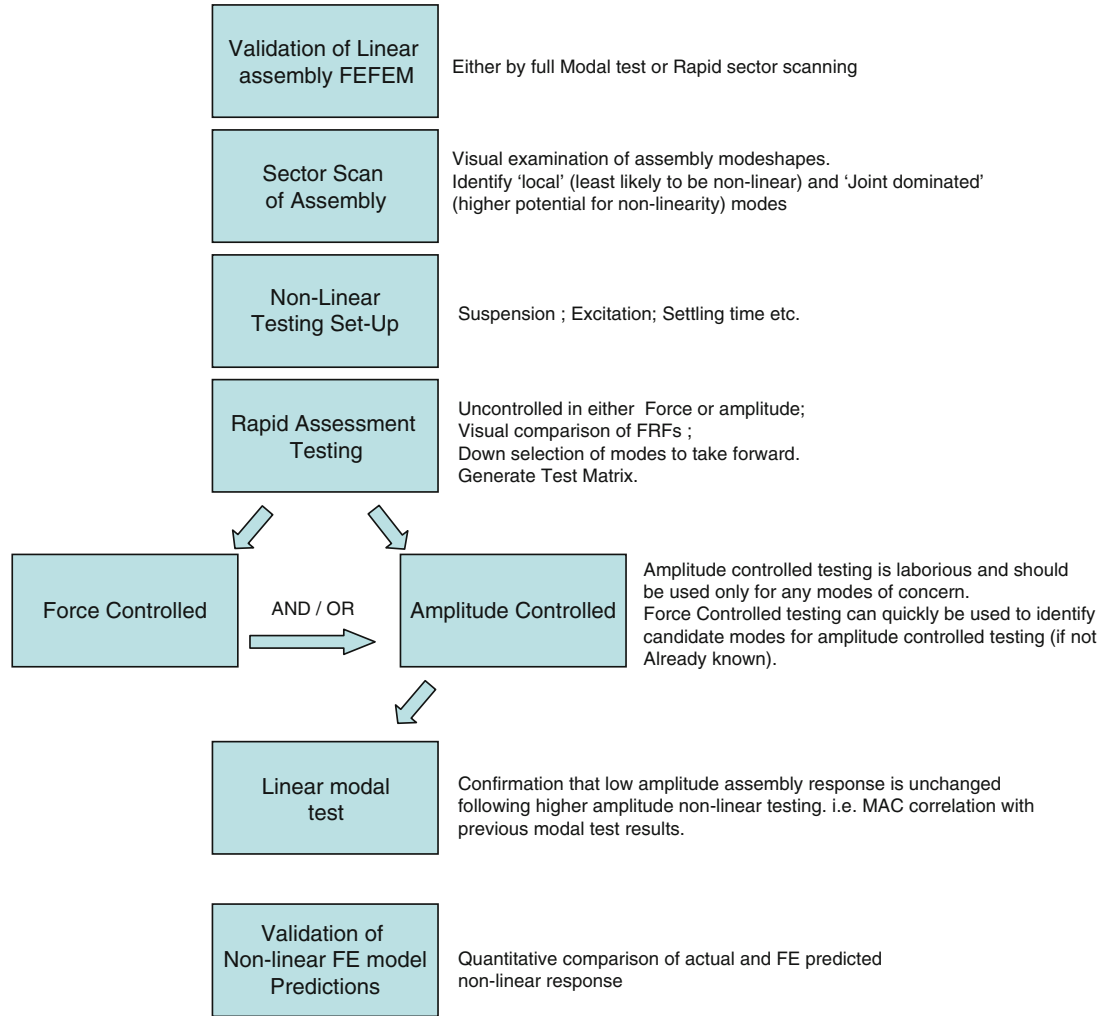 Validation of Linear
assembly FEFEM
Either by full Modal test or Rapid sector scanning
Sector Scan
of Assembly
Visual examination of assembly modeshapes.
Identify ‘local’ (least likely to be non-linear) and ‘Joint dominated’
(higher potential for non-linearity) modes
Non-Linear
Testing Set-Up
Suspension ; Excitation; Settling time etc.
Rapid Assessment
Testing
Uncontrolled in either Force or amplitude;
Visual comparison of FRFs ;
Down selection of modes to take forward.
Generate Test Matrix.
Force Controlled
AND / OR
Amplitude Controlled
Amplitude controlled testing is laborious and should
be used only for any modes of concern.
Force Controlled testing can quickly be used to identify
candidate modes for amplitude controlled testing (if not
Already known).
Linear modal
test
Confirmation that low amplitude assembly response is unchanged
following higher amplitude non-linear testing. i.e. MAC correlation with
previous modal test results.
Validation of
Non-linear FE model
Predictions
Quantitative comparison of actual and FE predicted
non-linear response